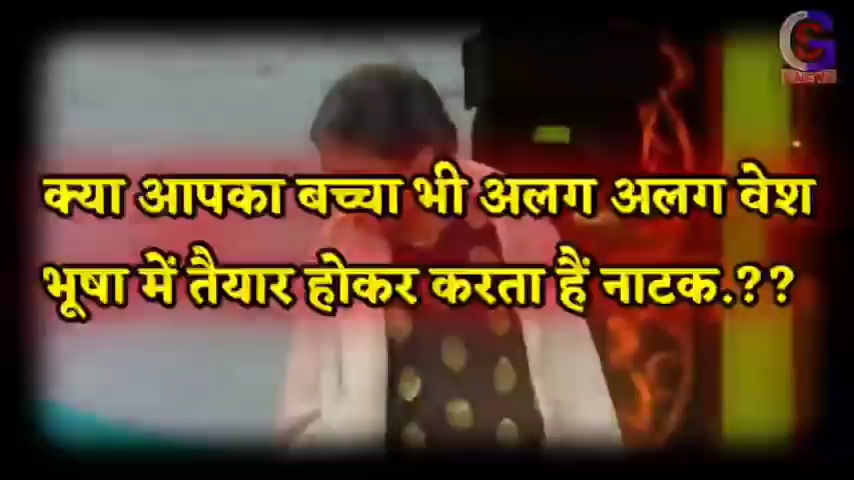 क्या आपका बच्चा भी अलग अलग वेश
भूषा में तैयार होकर करता हैं नाटक.??